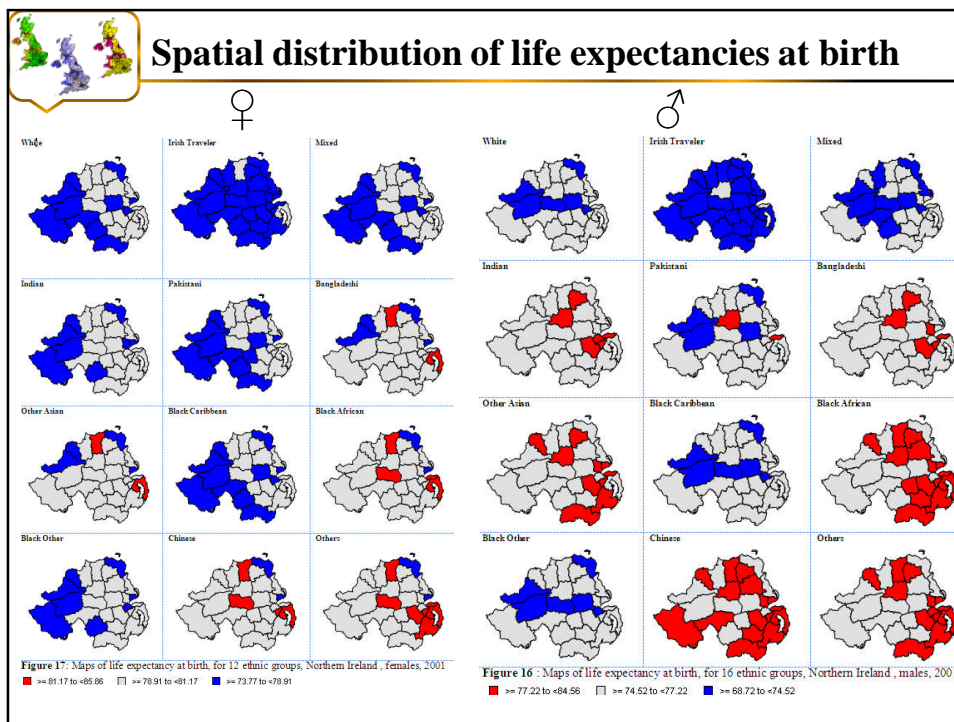 Spatial distribution of life expectancies at birth
♀
♂
White Irish Traveler Mixed
Indian Pakistani Bangladeshi
Other Asian Black Caribbean Black African
Black Other Chinese Others
Figure 17: Maps of life expectancy at birth, for 12 ethnic groups, Northern Ireland , females, 2001
>= 81.17 to <85.86 >= 78.91 to <81.17 >= 73.77 to <78.91
White Irish Traveler Mixed
Indian Pakistani Bangladeshi
Other Asian Black Caribbean Black African
Black Other Chinese Others
Figure 16 : Maps of life expectancy at birth, for 16 ethnic groups, Northern Ireland , males, 200
>= 77.22 to <84.56 >= 74.52 to <77.22 >= 68.72 to <74.52